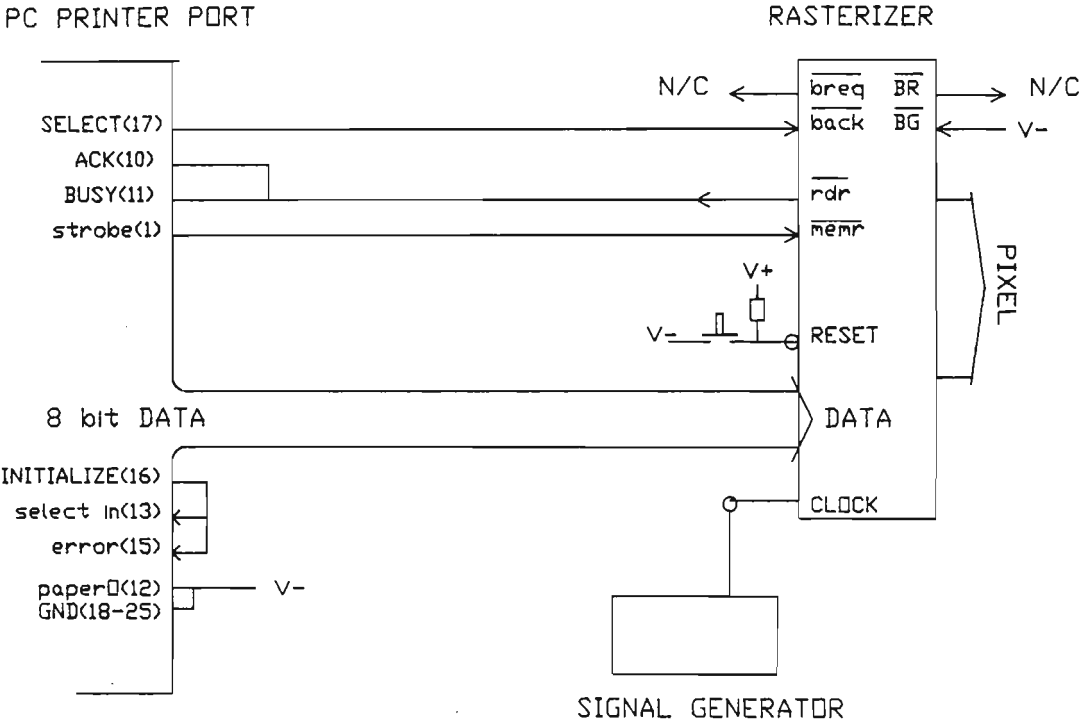 PC PRINTER PORT
RASTERIZER
N/C
breq
BR
N/C
SELECT(17)
back
BG
V-
ACK(10)
BUSY(11)
rdr
strobe(1)
memr
PIXEL
V+
V-
RESET
8 bit DATA
DATA
INITIALIZE(16)
select in(13)
CLOCK
error(15)
paper0(12)
V-
GND(18-25)
SIGNAL GENERATOR